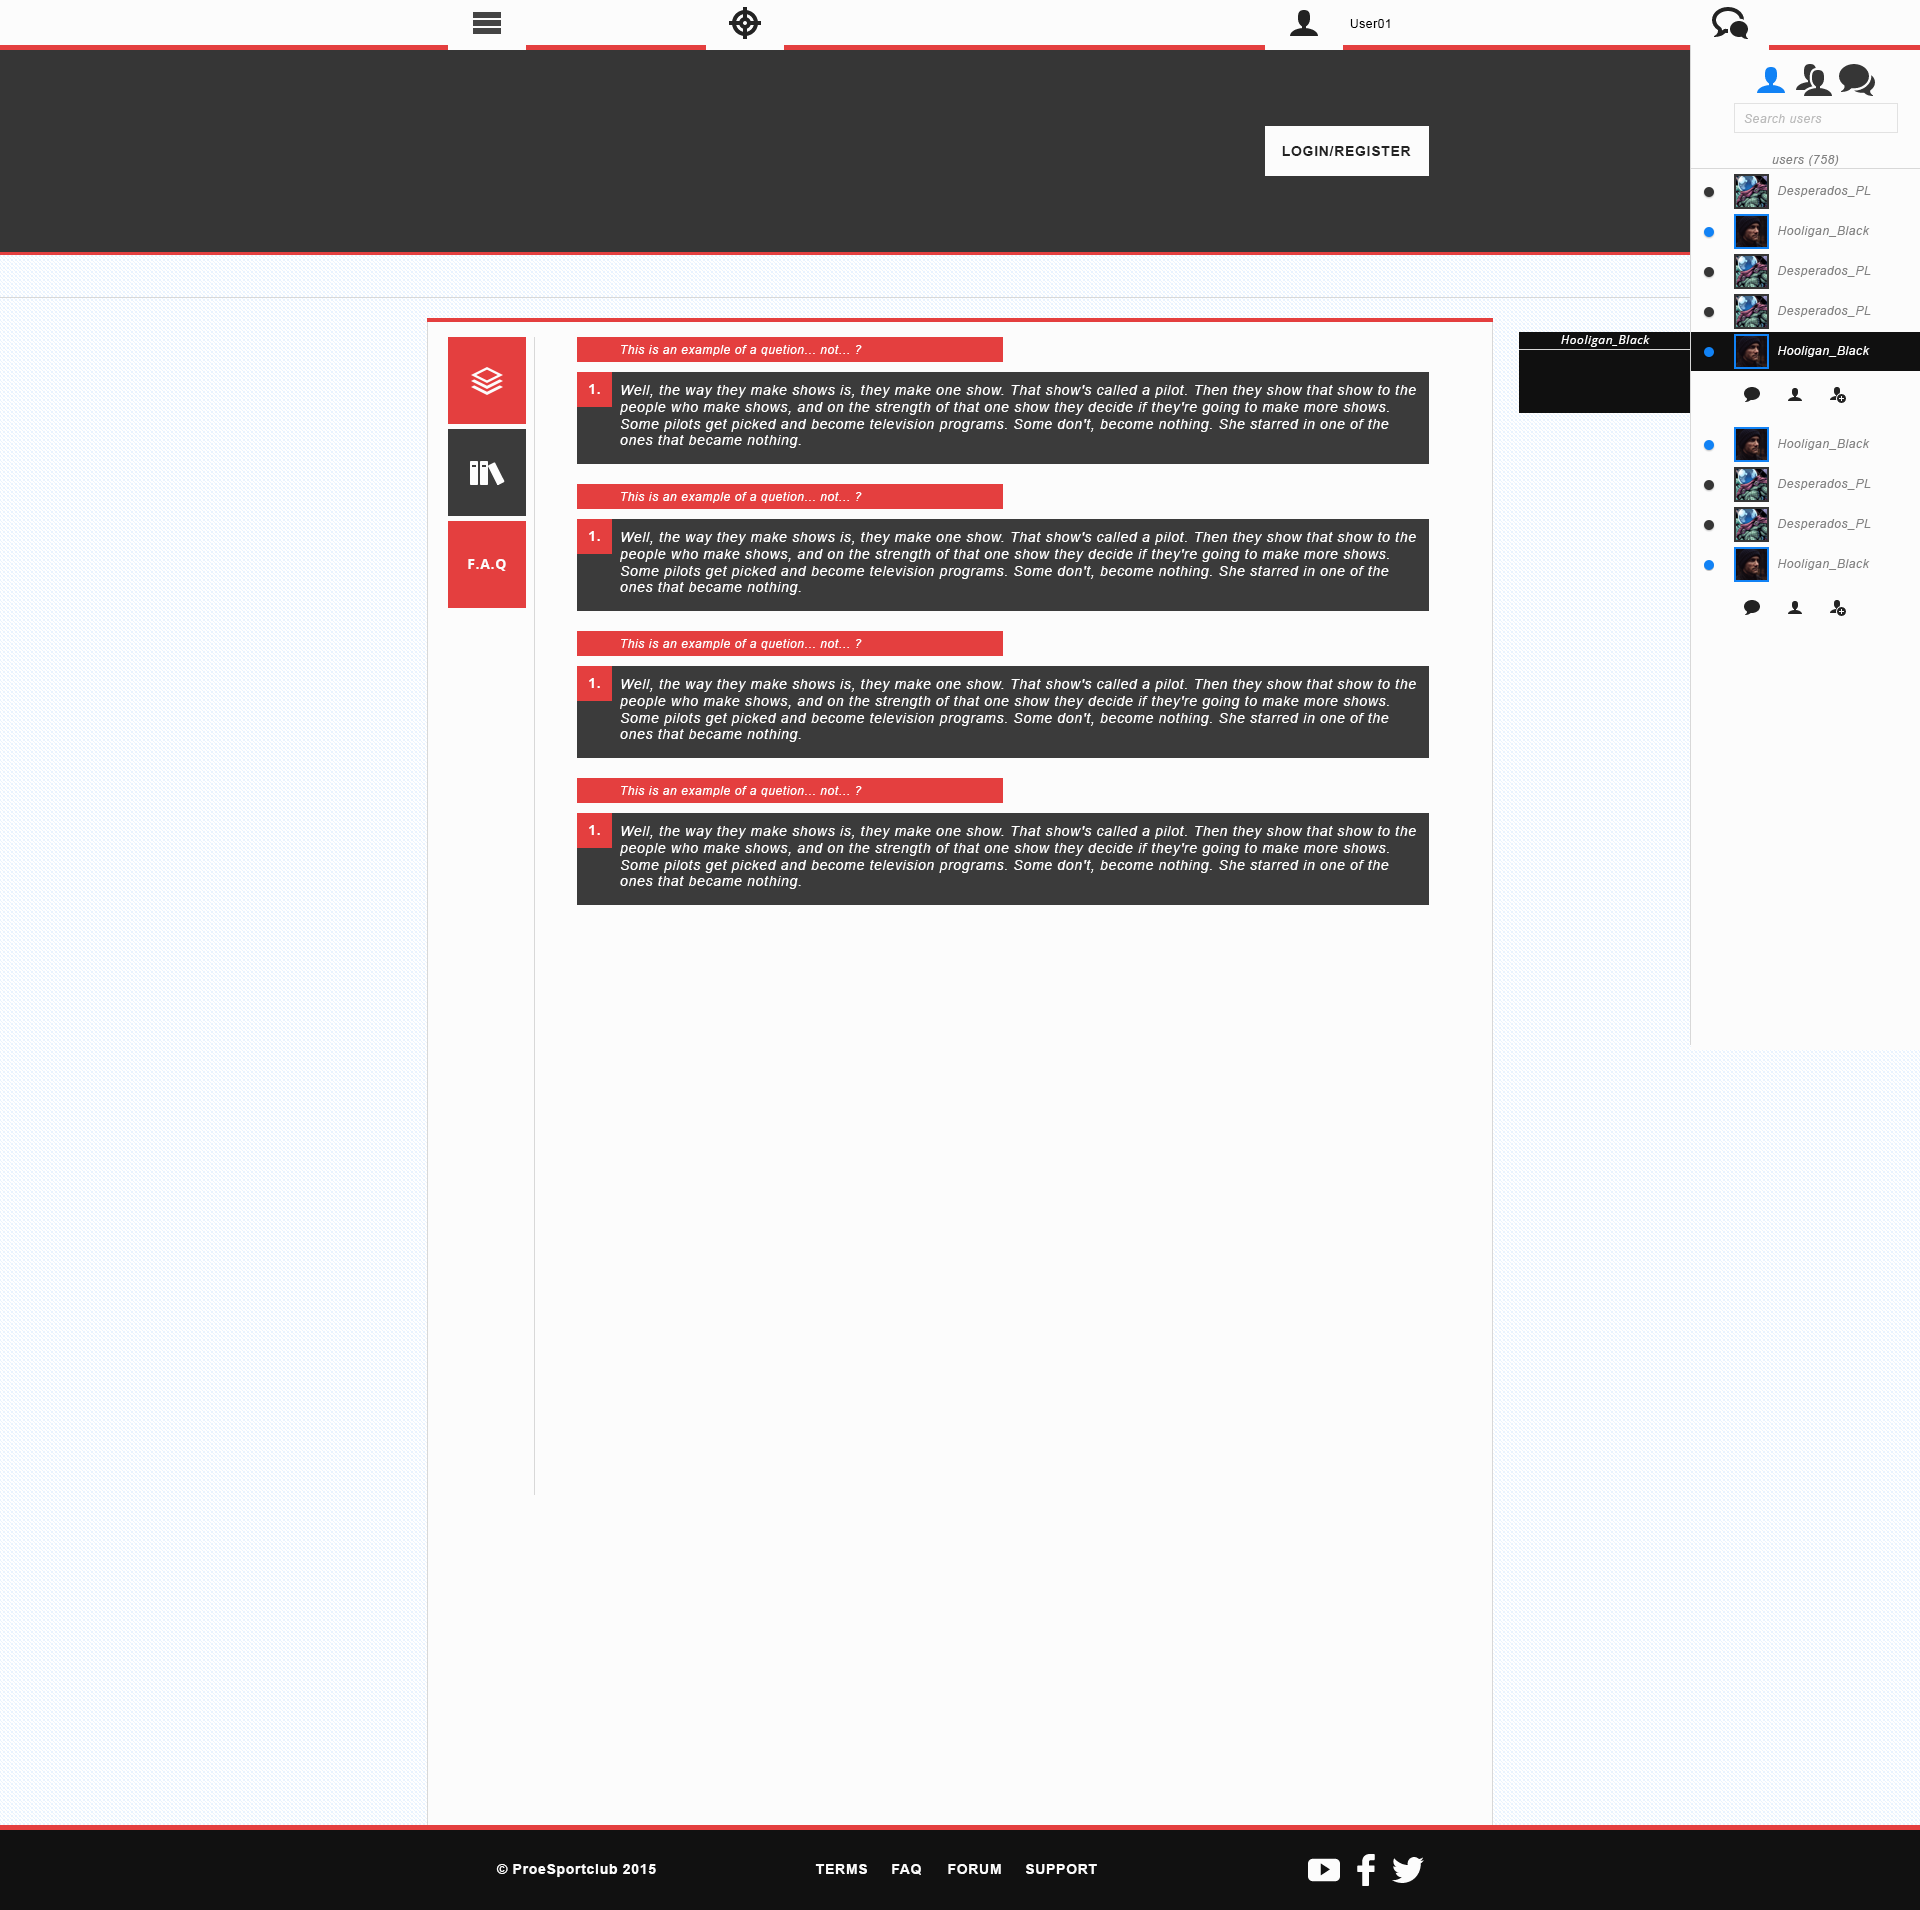 User01
LOGIN/REGISTER
Search users
users (758)
Desperados_PL
Hooligan_Black
Desperados_PL
Desperados_PL
Hooligan_Black
Hooligan_Black
Hooligan_Black
Desperados_PL
Desperados_PL
Hooligan_Black
F.A.Q
This is an example of a quetion... not... ?
1.
Well, the way they make shows is, they make one show. That show's called a pilot. Then they show that show to the
people who make shows, and on the strength of that one show they decide if they're going to make more shows.
Some pilots get picked and become television programs. Some don't, become nothing. She starred in one of the
ones that became nothing.
This is an example of a quetion... not... ?
1.
Well, the way they make shows is, they make one show. That show's called a pilot. Then they show that show to the
people who make shows, and on the strength of that one show they decide if they're going to make more shows.
Some pilots get picked and become television programs. Some don't, become nothing. She starred in one of the
ones that became nothing.
This is an example of a quetion... not... ?
1.
Well, the way they make shows is, they make one show. That show's called a pilot. Then they show that show to the
people who make shows, and on the strength of that one show they decide if they're going to make more shows.
Some pilots get picked and become television programs. Some don't, become nothing. She starred in one of the
ones that became nothing.
This is an example of a quetion... not... ?
1.
Well, the way they make shows is, they make one show. That show's called a pilot. Then they show that show to the
people who make shows, and on the strength of that one show they decide if they're going to make more shows.
Some pilots get picked and become television programs. Some don't, become nothing. She starred in one of the
ones that became nothing.
© ProeSportclub 2015
TERMS FAQ FORUM SUPPORT